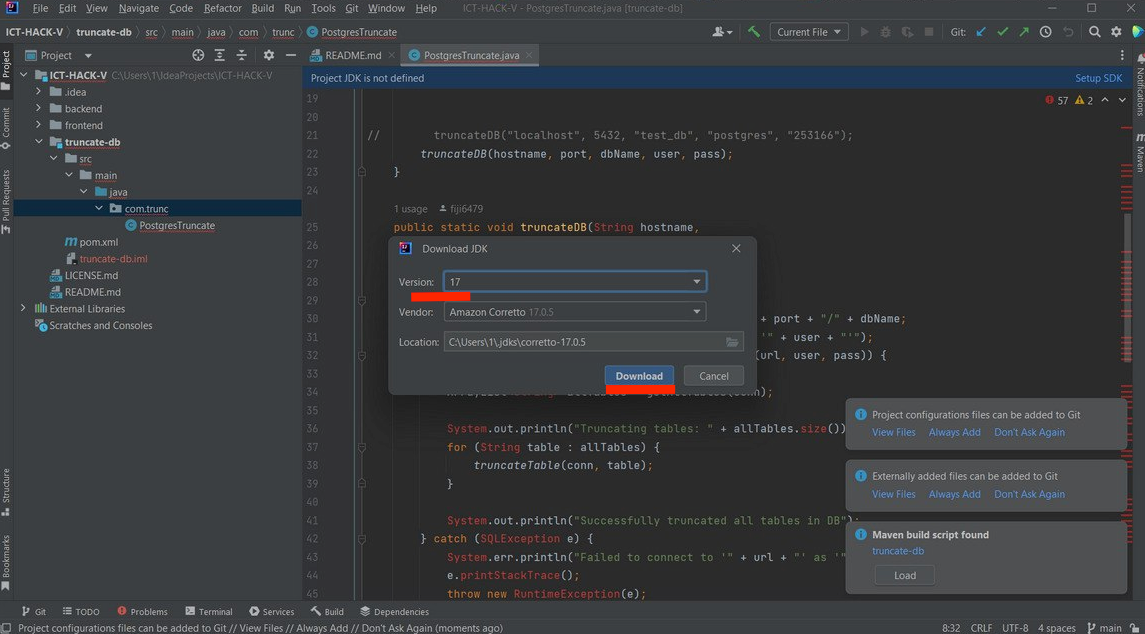 File Edit View Navigate Code Refactor Build Run Tools Git Window Help ICT-HACK-V - PostgresTruncate.java [truncate-db]
ICT-HACK-V truncate-db src main java com trunc PostgresTruncate Current File Git:
Project README.md PostgresTruncate.java
Project JDK is not defined Setup SDK
ICT-HACK-V C:\Users\1\IdeaProjects\ICT-HACK-V
.idea
backend
frontend
truncate-db
src
main
java
com.trunc
PostgresTruncate
pom.xml
truncate-db.iml
LICENSE.md
README.md
External Libraries
Scratches and Consoles
Project
Commit
Pull Requests
Structure
Bookmarks
57 2
19
20
21 // truncateDB("localhost", 5432, "test_db", "postgres", "253166");
22 truncateDB(hostname, port, dbName, user, pass);
23 }
24
1 usage fiji6479
25 public static void truncateDB(String hostname,
26
27
28
29
30 + port + "/" + dbName;
31 '" + user + "'");
32 (url, user, pass)) {
33
34
35
36 System.out.println("Truncating tables: " + allTables.size())
37 for (String table : allTables) {
38 truncateTable(conn, table);
39 }
40
41 System.out.println("Successfully truncated all tables in DB");
42 } catch (SQLException e) {
43 System.err.println("Failed to connect to '" + url + "' as '"
44 e.printStackTrace();
45 throw new RuntimeException(e);
Download JDK
Version: 17
Vendor: Amazon Corretto 17.0.5
Location: C:\Users\1\.jdks\corretto-17.0.5
Download Cancel
Project configurations files can be added to Git
View Files Always Add Don't Ask Again
Externally added files can be added to Git
View Files Always Add Don't Ask Again
Maven build script found
truncate-db
Load
Notifications
Maven
Git TODO Problems Terminal Services Build Dependencies
Project configurations files can be added to Git // View Files // Always Add // Don't Ask Again (moments ago) 8:32 CRLF UTF-8 4 spaces main